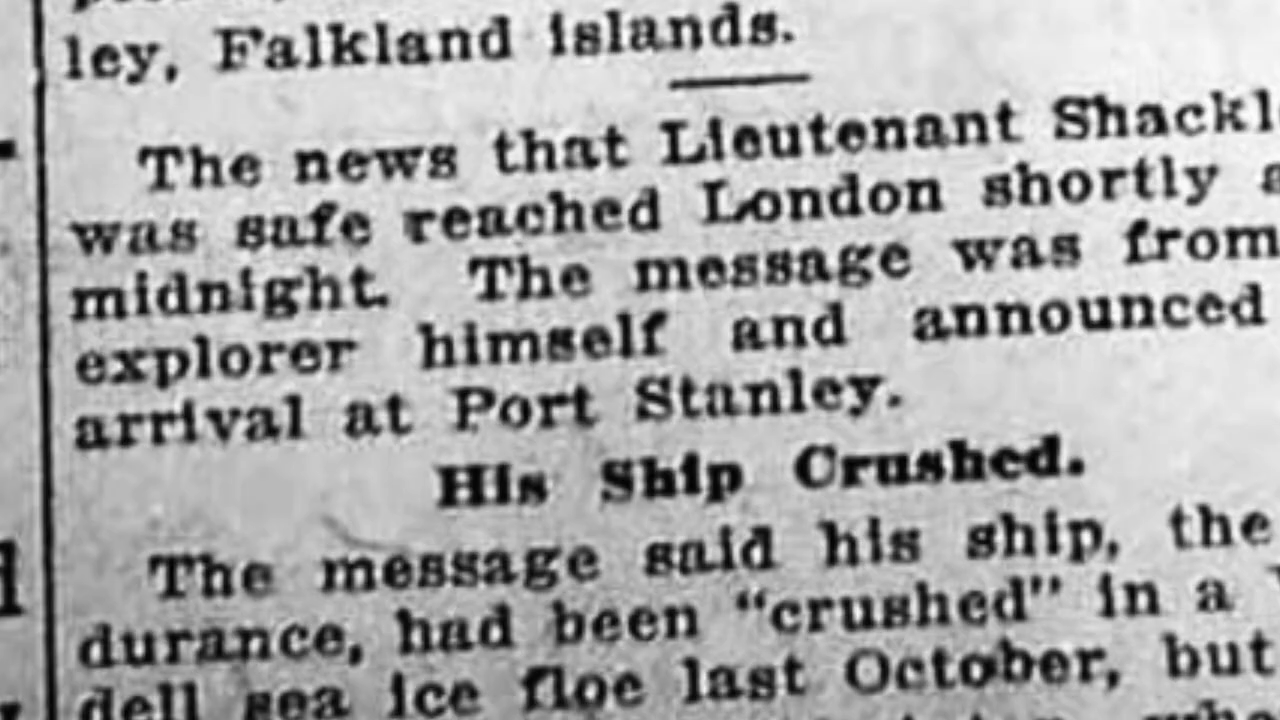 ley, Falkland islands.
The news that Lieutenant Shackl
was safe reached London shortly a
midnight. The message was from
explorer himself and announced
arrival at Port Stanley.
His Ship Crushed.
The message said his ship, the
durance, had been "crushed" in a
dell sea ice floe last October, but